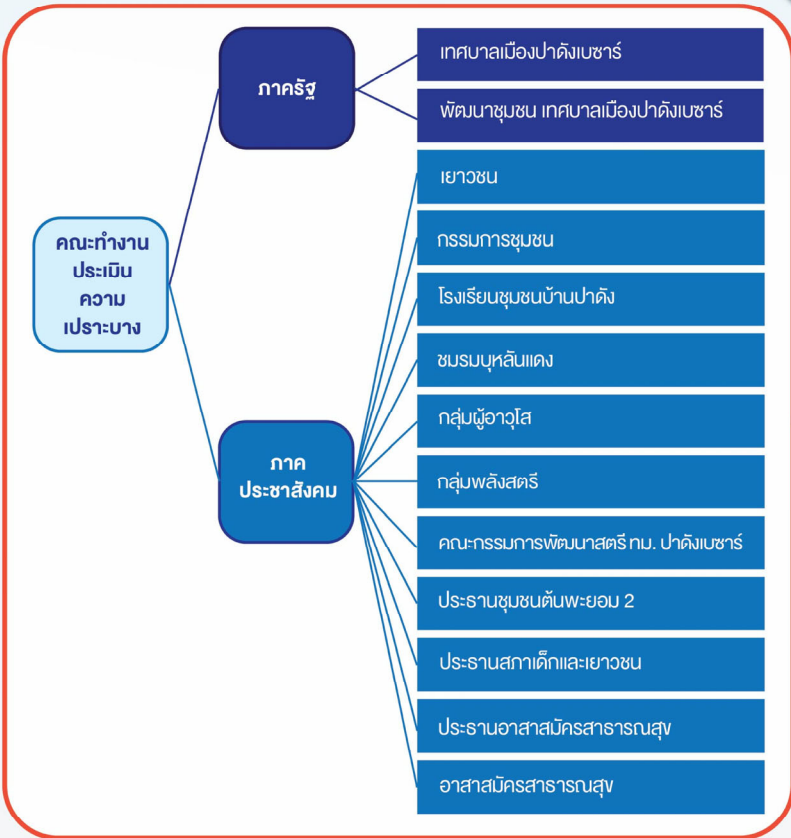 คณะทำงาน
ประเมิน
ความ
เปราะบาง
ภาครัฐ
เทศบาลเมืองปาดังเบซาร์
พัฒนาชุมชน เทศบาลเมืองปาดังเบซาร์
ภาค
ประชาสังคม
เยาวชน
กรรมการชุมชน
โรงเรียนชุมชนบ้านปาดัง
ชมรมบุหลันแดง
กลุ่มผู้อาวุโส
กลุ่มพลังสตรี
คณะกรรมการพัฒนาสตรี ทม. ปาดังเบซาร์
ประธานชุมชนต้นพะยอม 2
ประธานสภาเด็กและเยาวชน
ประธานอาสาสมัครสาธารณสุข
อาสาสมัครสาธารณสุข